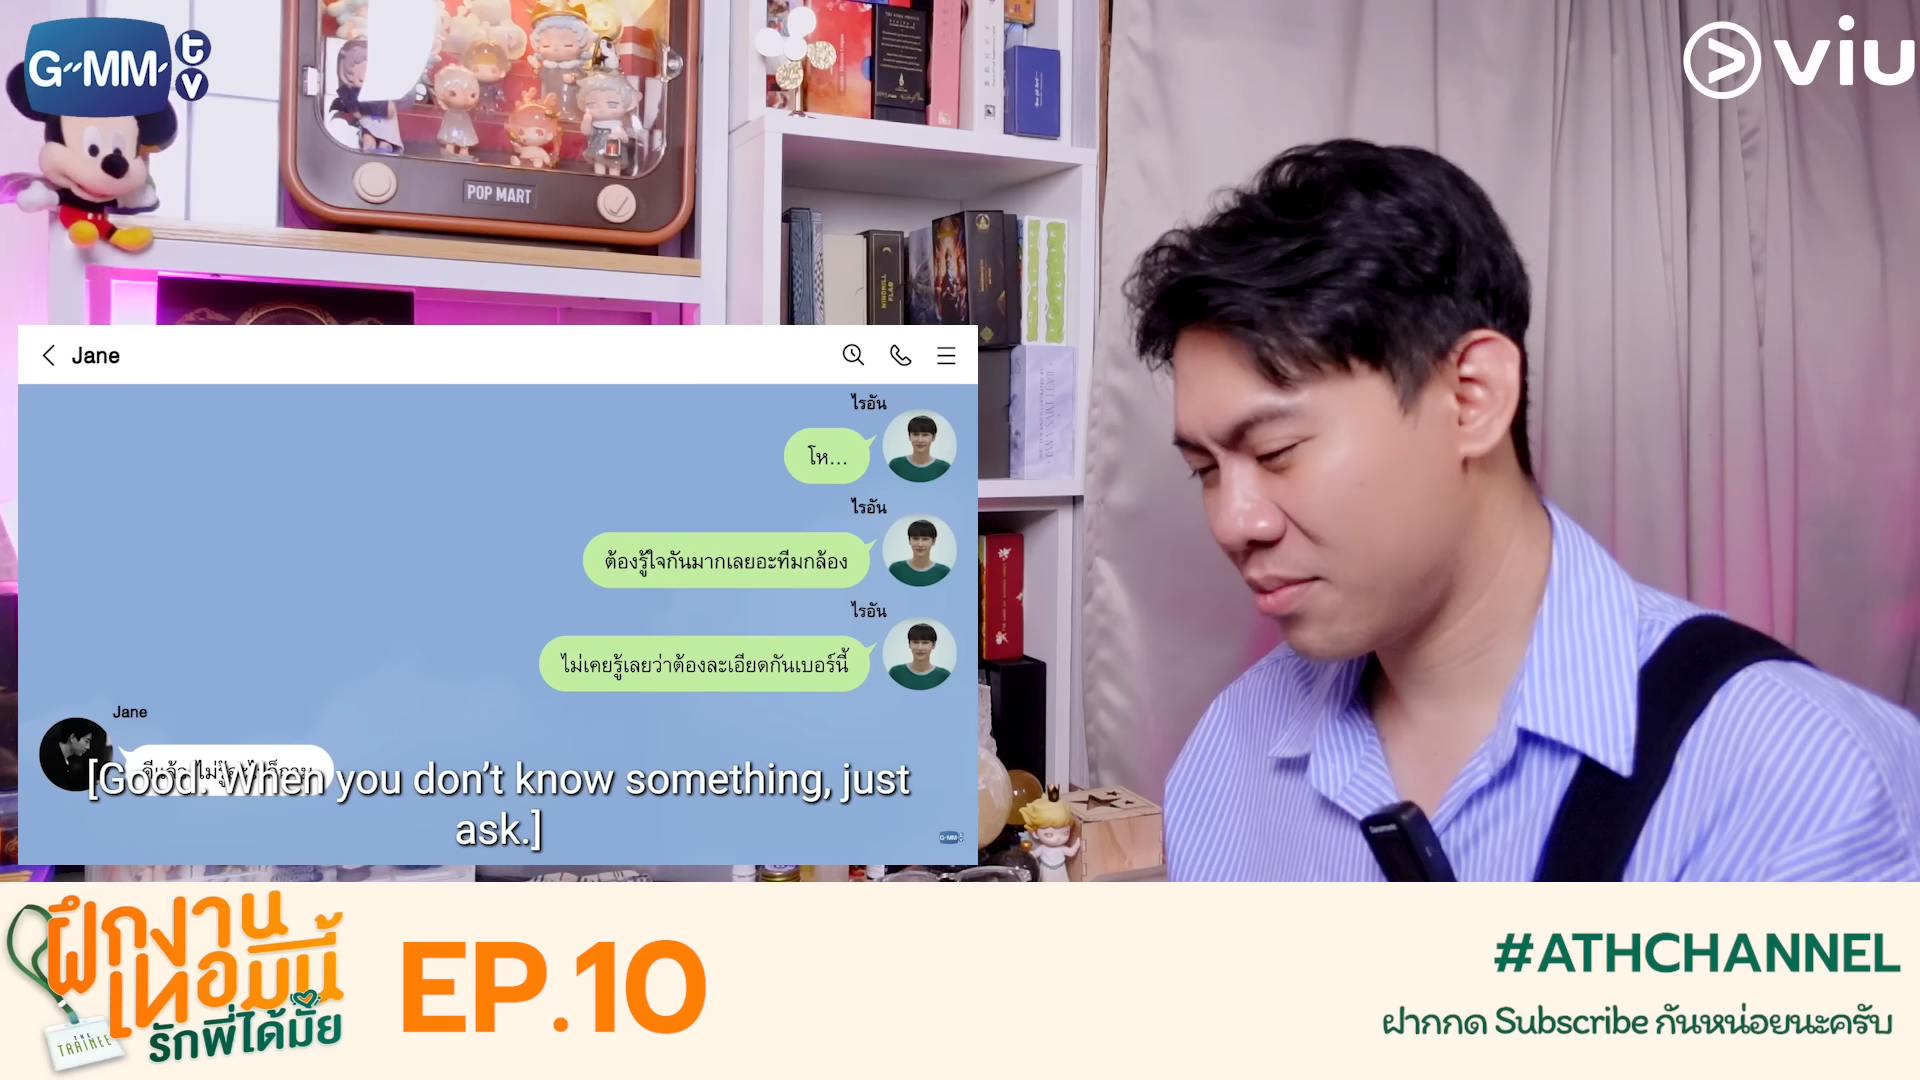 G-MM-
tv
viu
POP MART
WINDMILL
FLAG
Jane
ไรอัน
โห...
ไรอัน
ต้องรู้ใจกันมากเลยอะทีมกล้อง
ไรอัน
ไม่เคยรู้เลยว่าต้องละเอียดกันเบอร์นี้
Jane
[Good. When you don’t know something, just
ask.]
ฝึกงาน
เทอมนี้
รักพี่ได้มั้ย
THE
TRAINEE
EP.10
#ATHCHANNEL
ฝากกด Subscribe กันหน่อยนะครับ